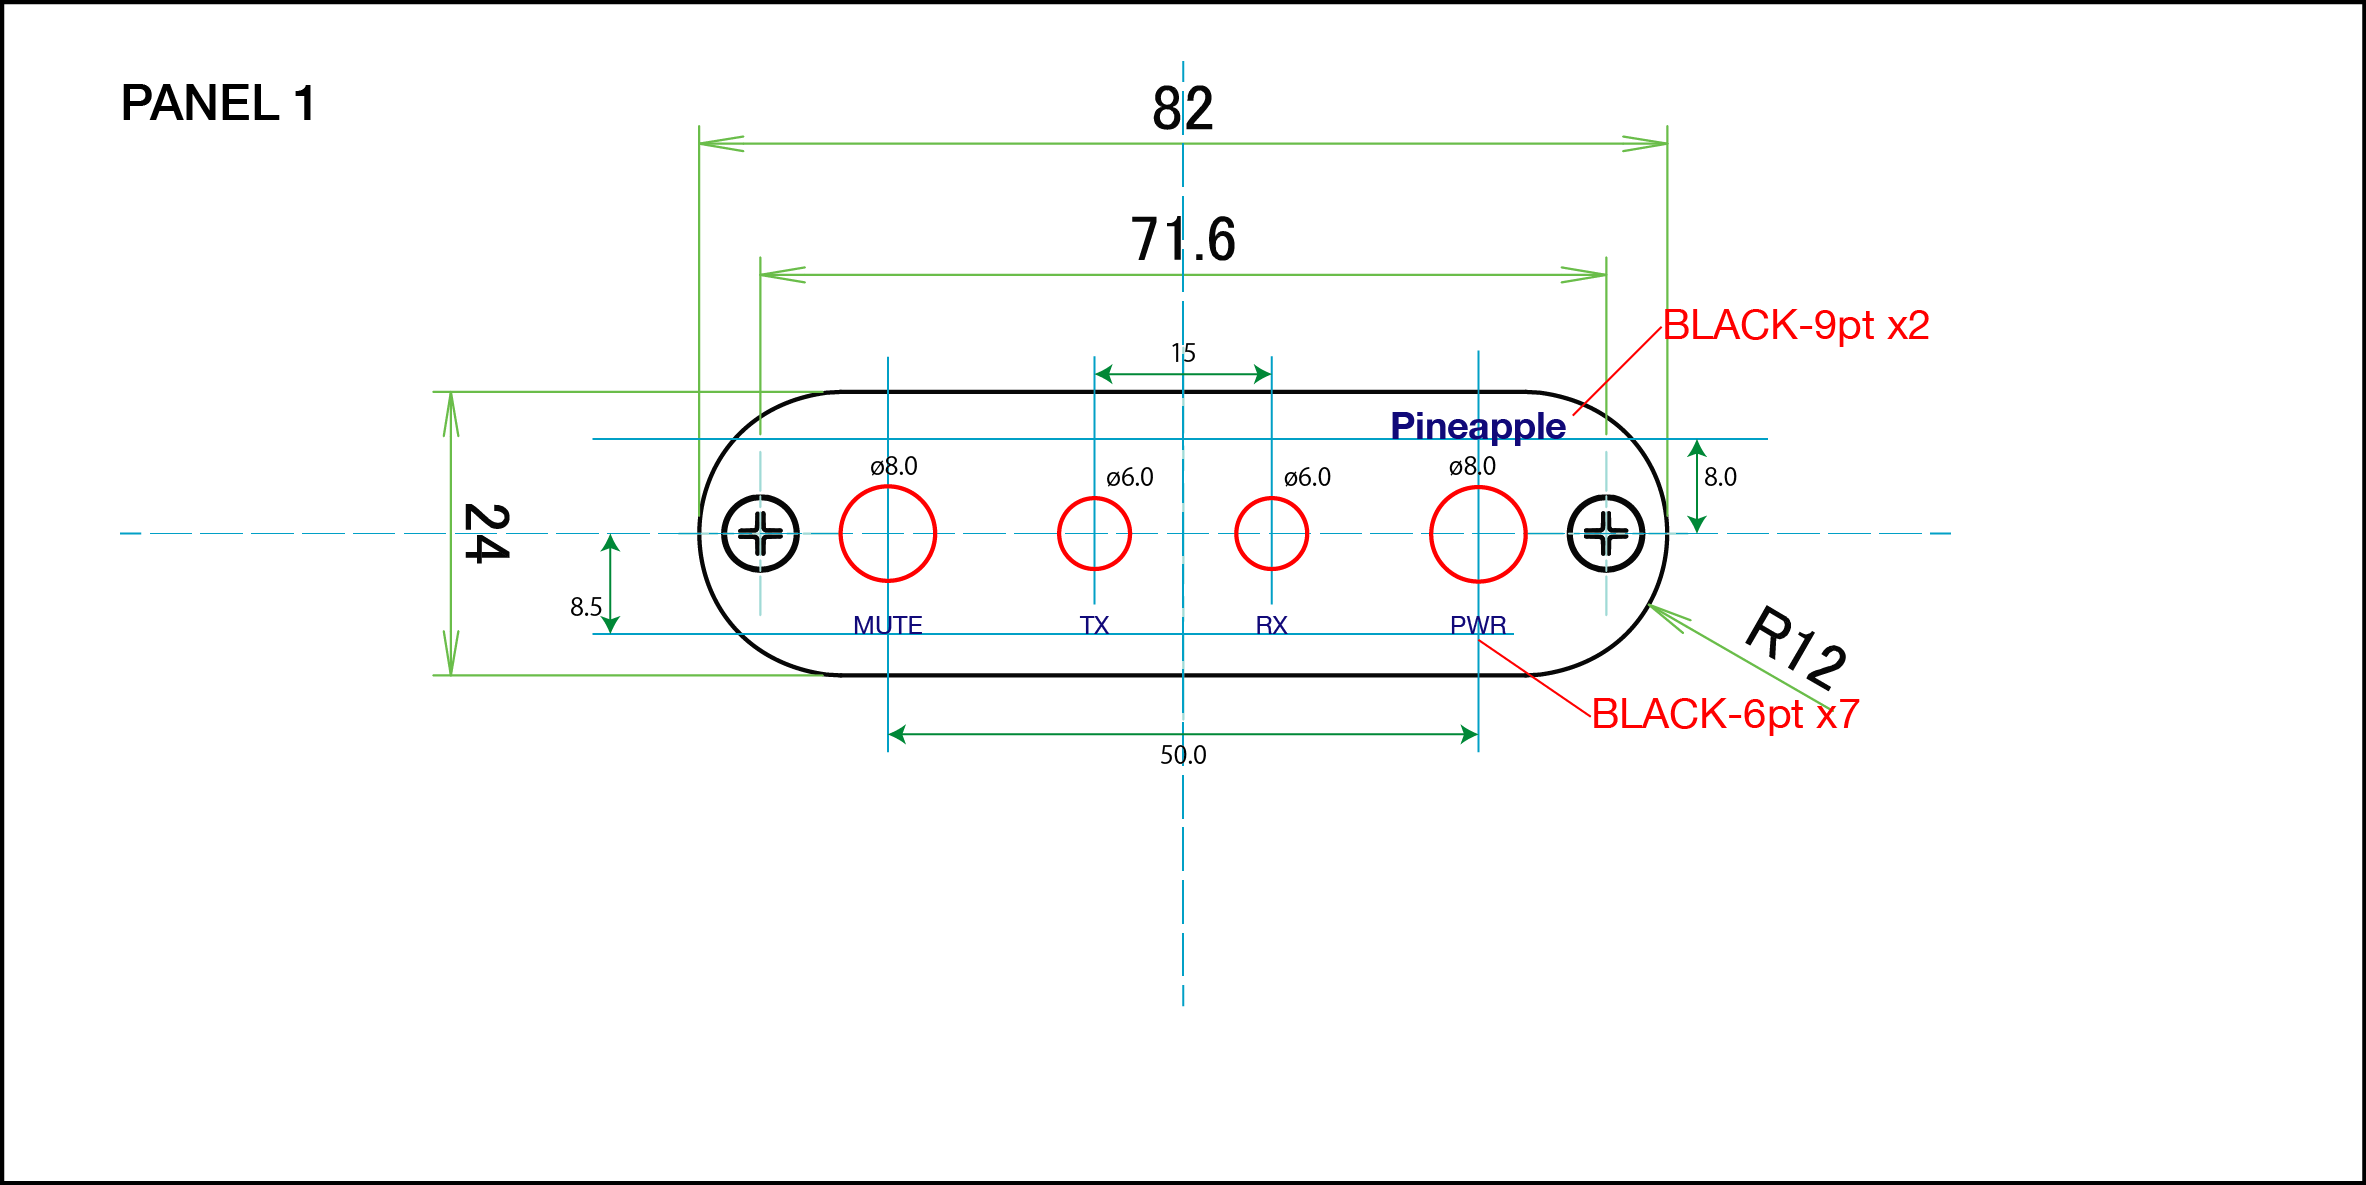 PANEL 1
82
71.6
BLACK-9pt x2
15
Pineapple
ø8.0
ø6.0
ø6.0
ø8.0
8.0
24
8.5
MUTE
TX
RX
PWR
R12
BLACK-6pt x7
50.0